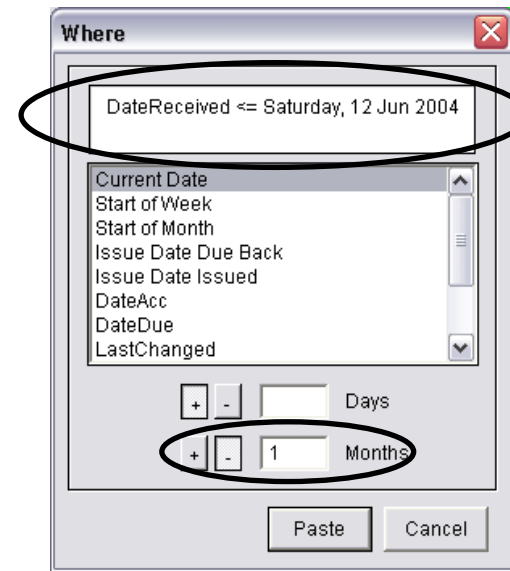 Where
DateReceived <= Saturday, 12 Jun 2004
Current Date
Start of Week
Start of Month
Issue Date Due Back
Issue Date Issued
DateAcc
DateDue
LastChanged
+ - Days
+ - 1 Months
Paste Cancel